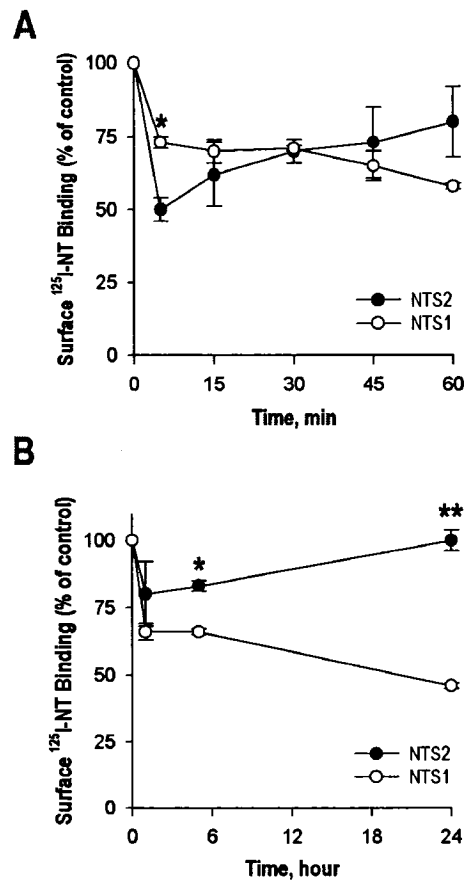 A
Surface ¹²⁵I-NT Binding (% of control)
100
75
50
25
0
*
NTS2
NTS1
0 15 30 45 60
Time, min
B
Surface ¹²⁵I-NT Binding (% of control)
100
75
50
25
0
*
**
NTS2
NTS1
0 6 12 18 24
Time, hour